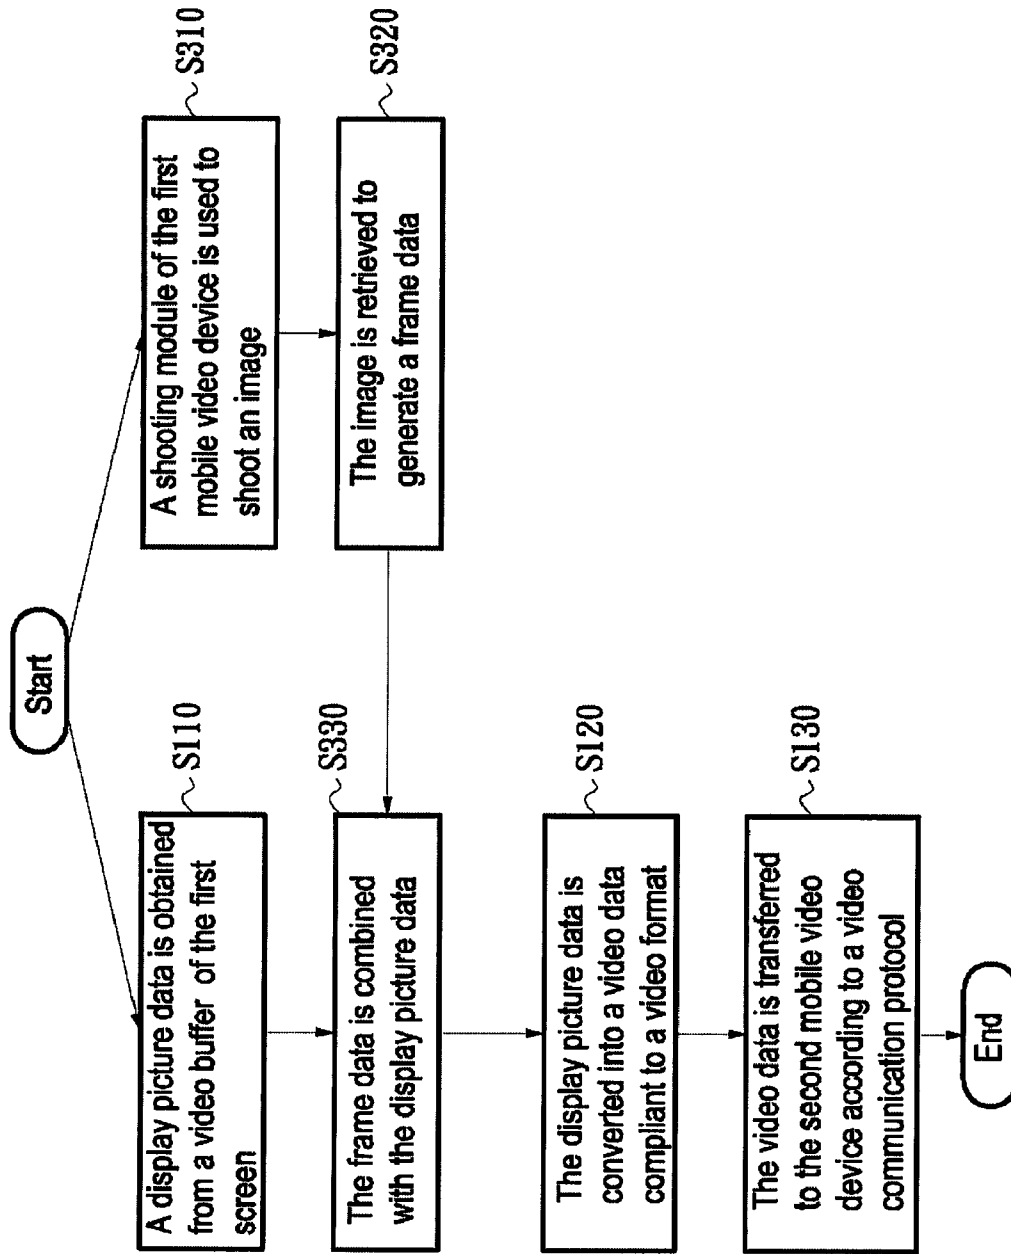 Start
A display picture data is obtained
from a video buffer of the first
screen
S110
A shooting module of the first
mobile video device is used to
shoot an image
S310
The image is retrieved to
generate a frame data
S320
The frame data is combined
with the display picture data
S330
The display picture data is
converted into a video data
compliant to a video format
S120
The video data is transferred
to the second mobile video
device according to a video
communication protocol
S130
End